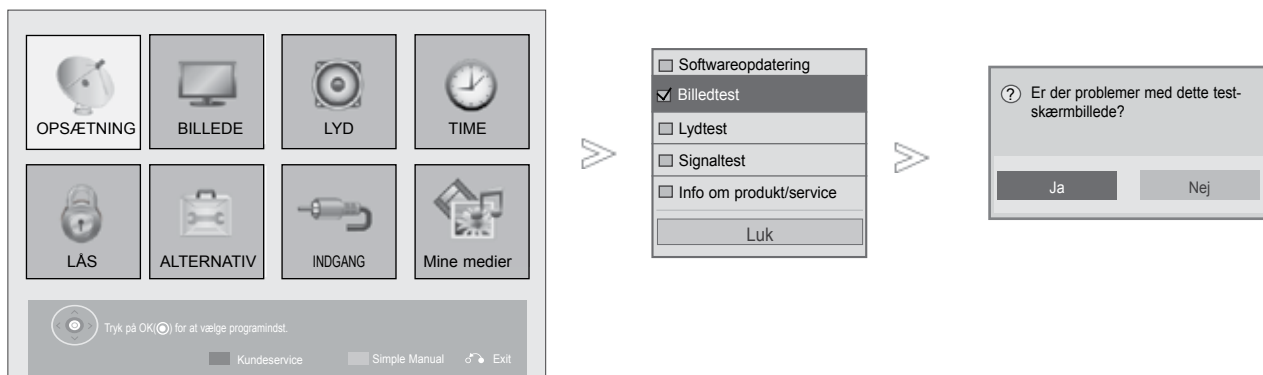 OPSÆTNING BILLEDE LYD TIME
LÅS ALTERNATIV INDGANG Mine medier
Tryk på OK(◉) for at vælge programindst.
Kundeservice Simple Manual Exit
Softwareopdatering
Billedtest
Lydtest
Signaltest
Info om produkt/service
Luk
? Er der problemer med dette test-
skærmbillede?
Ja Nej